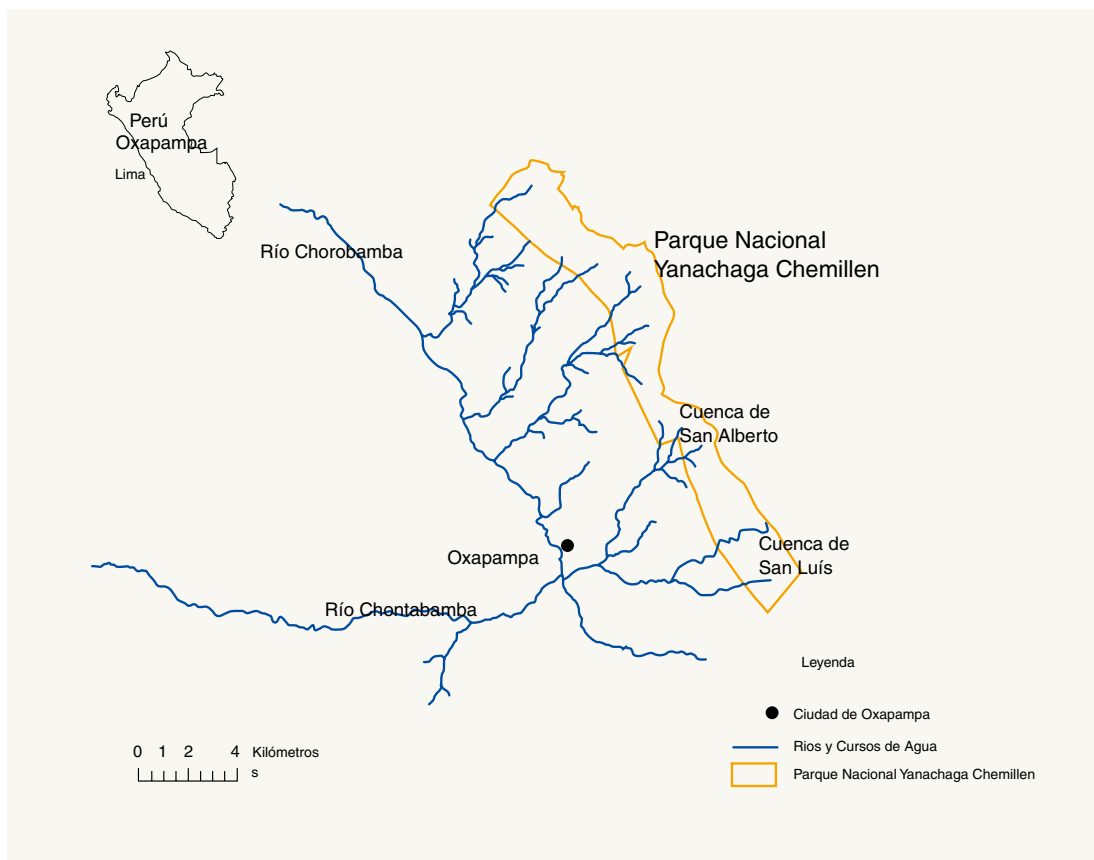 Perú
Oxapampa
Lima
Río Chorobamba
Parque Nacional
Yanachaga Chemillen
Cuenca de
San Alberto
Oxapampa
Cuenca de
San Luís
Río Chontabamba
Leyenda
Ciudad de Oxapampa
Rios y Cursos de Agua
Parque Nacional Yanachaga Chemillen
0 1 2 4 Kilómetros
s